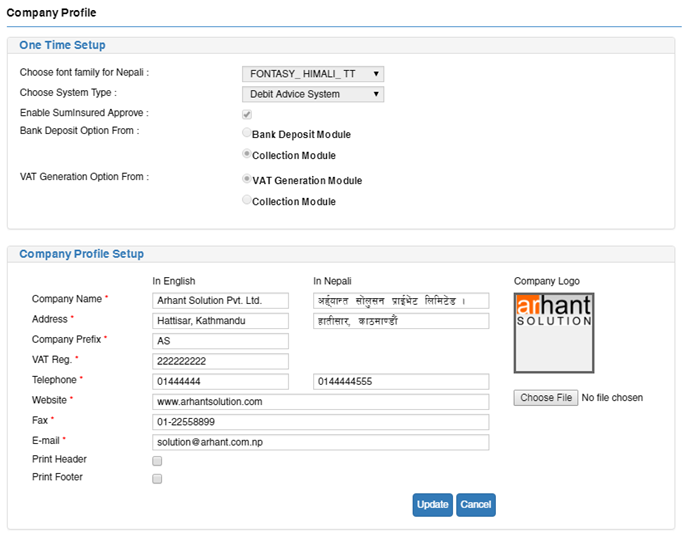 Company Profile
One Time Setup
Choose font family for Nepali : FONTASY_ HIMALI_ TT
Choose System Type : Debit Advice System
Enable SumInsured Approve :
Bank Deposit Option From : Bank Deposit Module
Collection Module
VAT Generation Option From : VAT Generation Module
Collection Module
Company Profile Setup
In English In Nepali Company Logo
Company Name * Arhant Solution Pvt. Ltd. अर्हयान्त सोलुसन प्राईभेट लिमिटेड ।
arhant
SOLUTION
Address * Hattisar, Kathmandu हात्तीसार, काठमाण्डौं
Company Prefix * AS
VAT Reg. * 222222222
Telephone * 01444444 0144444555
Website * www.arhantsolution.com
Choose File No file chosen
Fax * 01-22558899
E-mail * solution@arhant.com.np
Print Header
Print Footer
Update Cancel